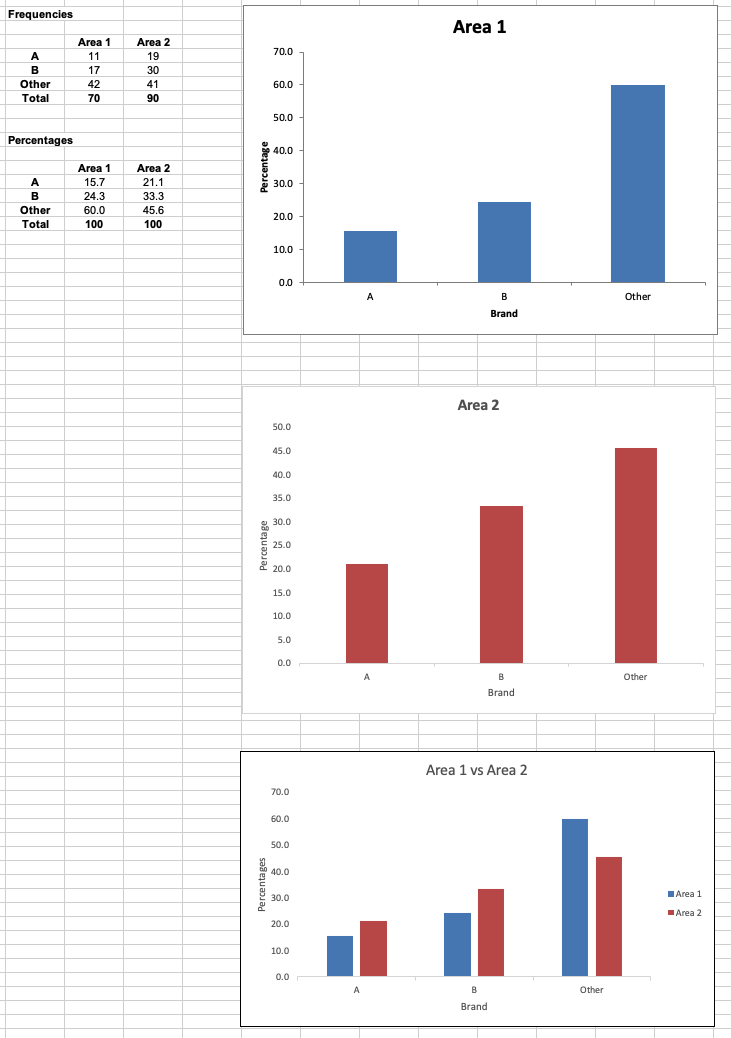 Frequencies
Area 1 Area 2
A 11 19
B 17 30
Other 42 41
Total 70 90
Percentages
Area 1 Area 2
A 15.7 21.1
B 24.3 33.3
Other 60.0 45.6
Total 100 100
Area 1
70.0
60.0
50.0
40.0
30.0
20.0
10.0
0.0
Percentage
A B Other
Brand
Area 2
50.0
45.0
40.0
35.0
30.0
25.0
20.0
15.0
10.0
5.0
0.0
Percentage
A B Other
Brand
Area 1 vs Area 2
70.0
60.0
50.0
40.0
30.0
20.0
10.0
0.0
Percentages
A B Other
Brand
Area 1
Area 2